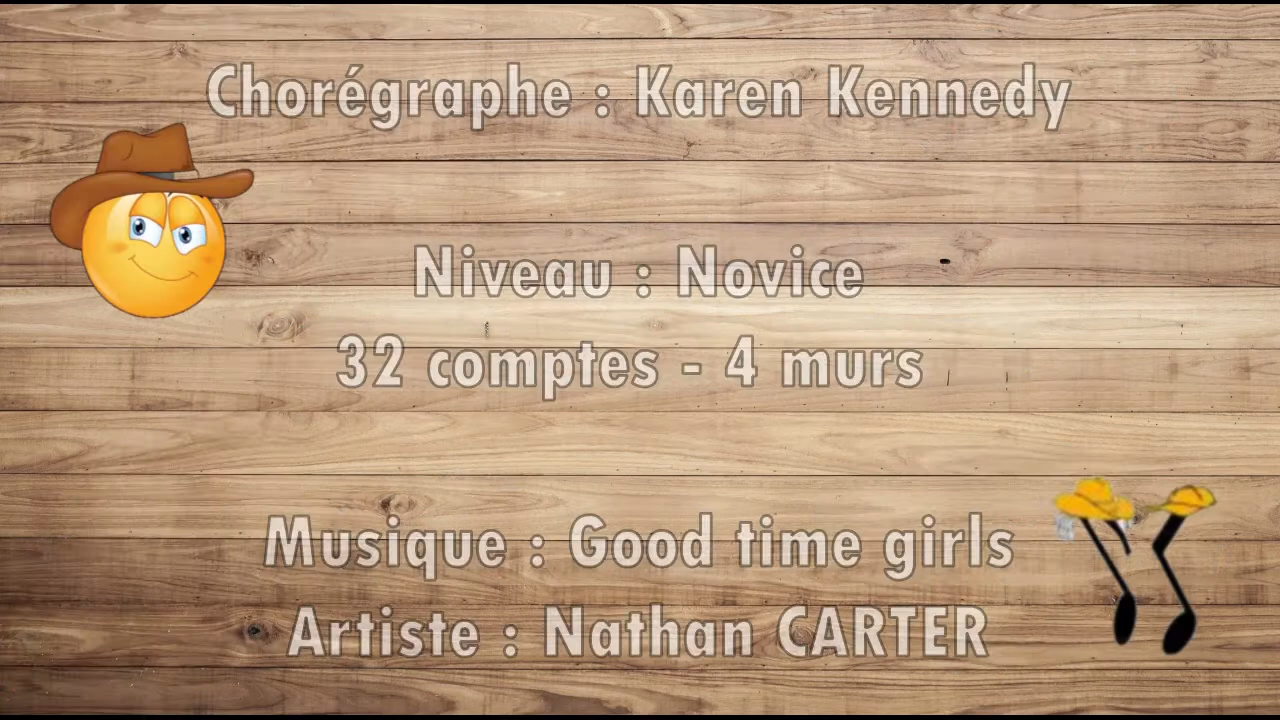 Chorégraphe : Karen Kennedy
Niveau : Novice
32 comptes - 4 murs
Musique : Good time girls
Artiste : Nathan CARTER